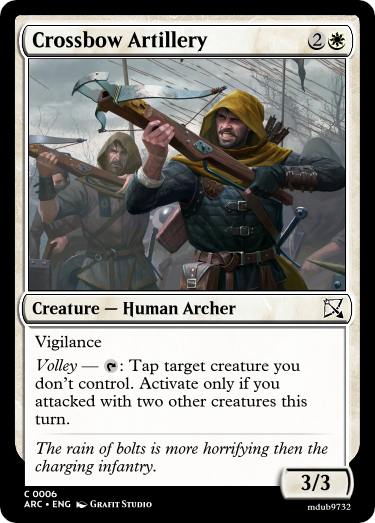 Crossbow Artillery 2
Creature — Human Archer
Vigilance
Volley — : Tap target creature you
don't control. Activate only if you
attacked with two other creatures this
turn.
The rain of bolts is more horrifying then the
charging infantry.
3/3
C 0006
ARC • ENG Grafit Studio
mdub9732